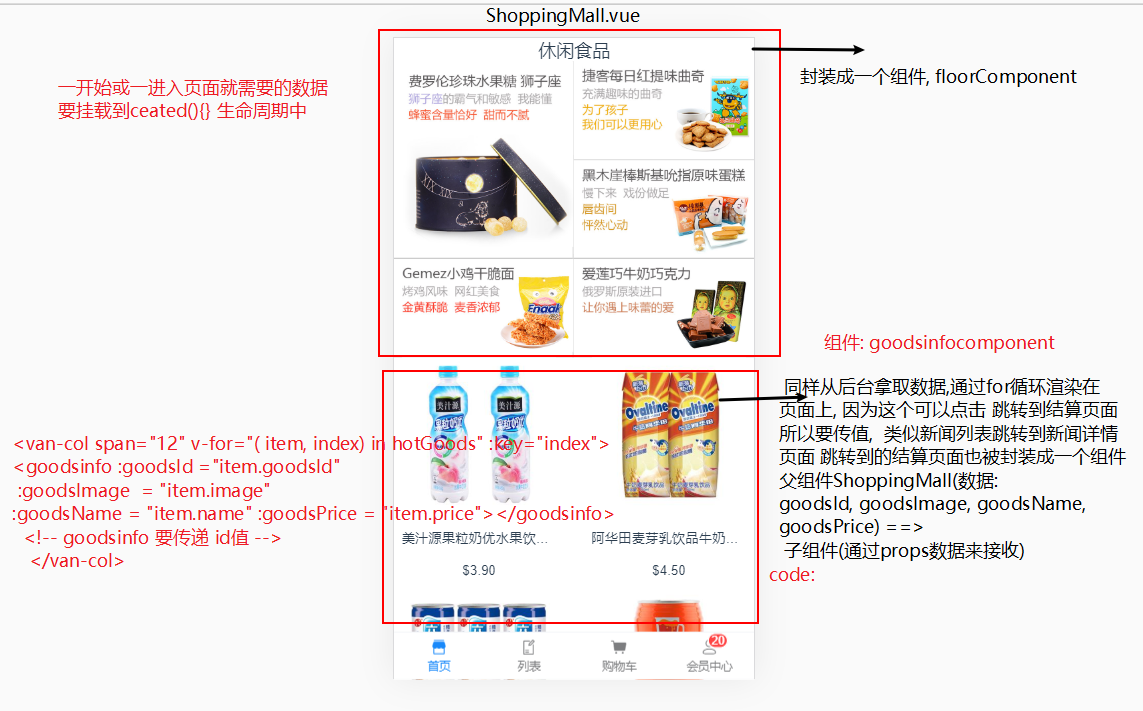 ShoppingMall.vue
休闲食品
一开始或一进入页面就需要的数据
要挂载到ceated(){} 生命周期中
封装成一个组件, floorComponent
费罗伦珍珠水果糖 狮子座
狮子座的霸气和敏感 我能懂
蜂蜜含量恰好 甜而不腻
捷客每日红提味曲奇
充满趣味的曲奇
为了孩子
我们可以更用心
黑木崖棒斯基吮指原味蛋糕
慢下来 戏份做足
唇齿间
怦然心动
Gemez小鸡干脆面
烤鸡风味 网红美食
金黄酥脆 麦香浓郁
Enaak
爱莲巧牛奶巧克力
俄罗斯原装进口
让你遇上味蕾的爱
组件: goodsinfocomponent
同样从后台拿取数据,通过for循环渲染在
页面上, 因为这个可以点击 跳转到结算页面
所以要传值, 类似新闻列表跳转到新闻详情
页面 跳转到的结算页面也被封装成一个组件
父组件ShoppingMall(数据:
goodsId, goodsImage, goodsName,
goodsPrice) ==>
子组件(通过props数据来接收)
code:
美汁源
美汁源
Ovaltine
Ovaltine
<van-col span="12" v-for="( item, index) in hotGoods" :key="index">
<goodsinfo :goodsId ="item.goodsId"
:goodsImage = "item.image"
:goodsName = "item.name" :goodsPrice = "item.price"></goodsinfo>
<!-- goodsinfo 要传递 id值 -->
</van-col>
美汁源果粒奶优水果饮...
阿华田麦芽乳饮品牛奶...
$3.90
$4.50
首页
列表
购物车
20
会员中心